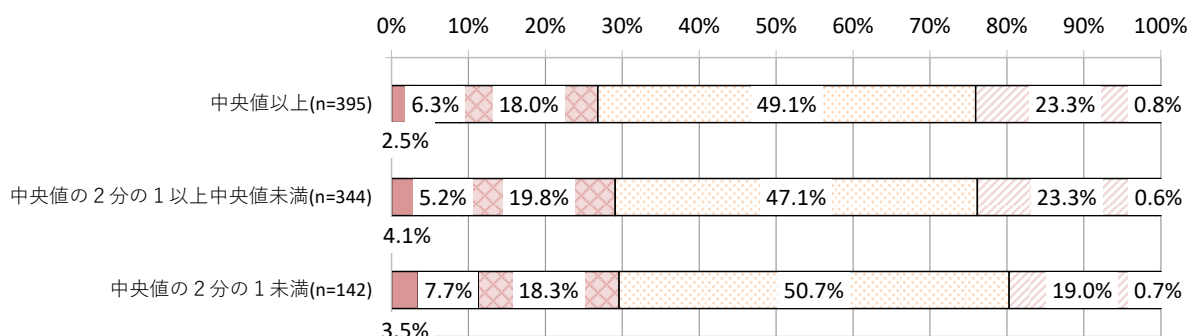 0% 10% 20% 30% 40% 50% 60% 70% 80% 90% 100%
中央値以上(n=395) 6.3% 18.0% 49.1% 23.3% 0.8%
2.5%
中央値の２分の１以上中央値未満(n=344) 5.2% 19.8% 47.1% 23.3% 0.6%
4.1%
中央値の２分の１未満(n=142) 7.7% 18.3% 50.7% 19.0% 0.7%
3.5%